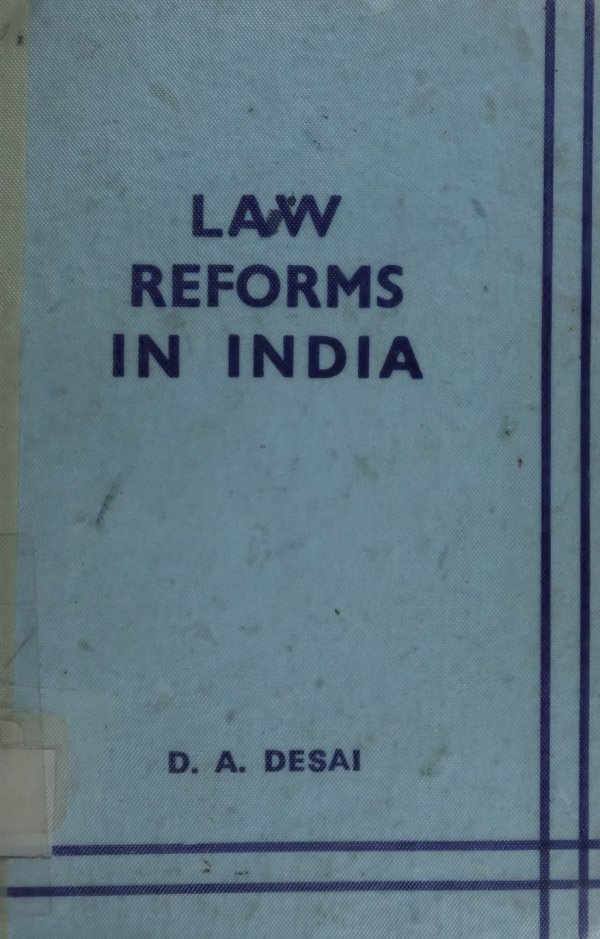 LAW
REFORMS
IN INDIA
D. A. DESAI